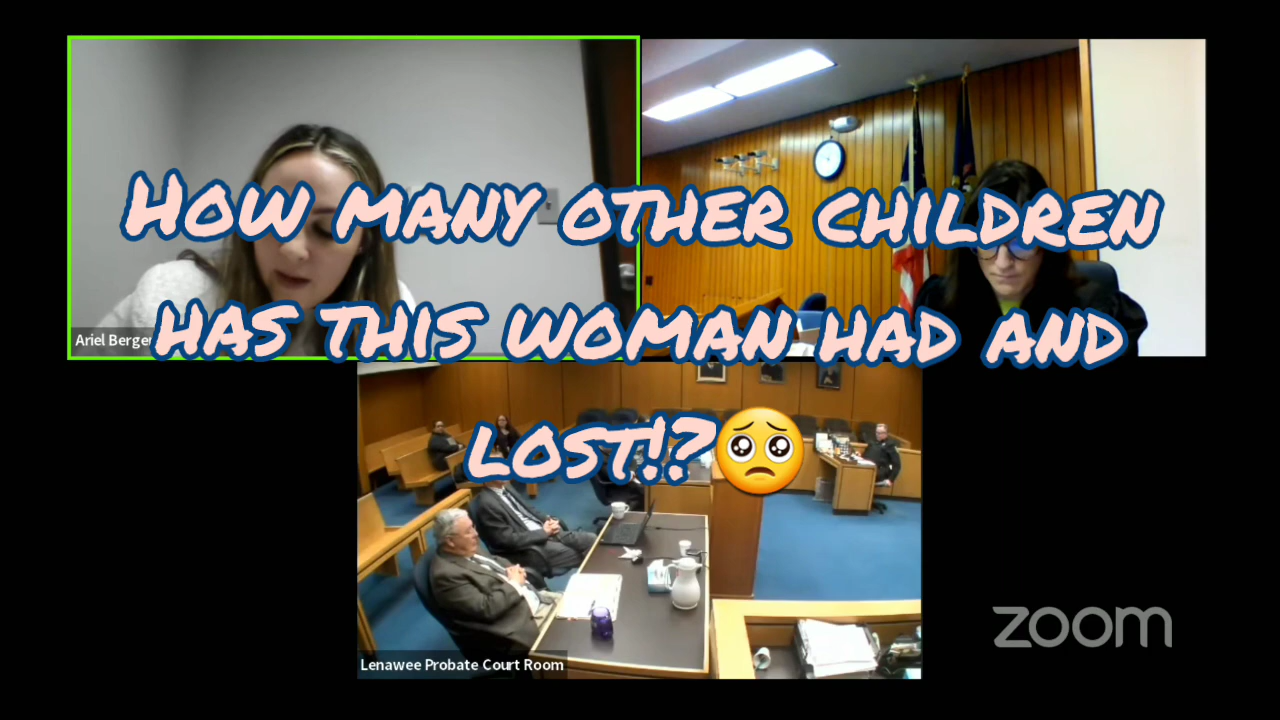 How many other children
has this woman had and
lost!?🥺
Ariel Berger
Lenawee Probate Court Room
zoom